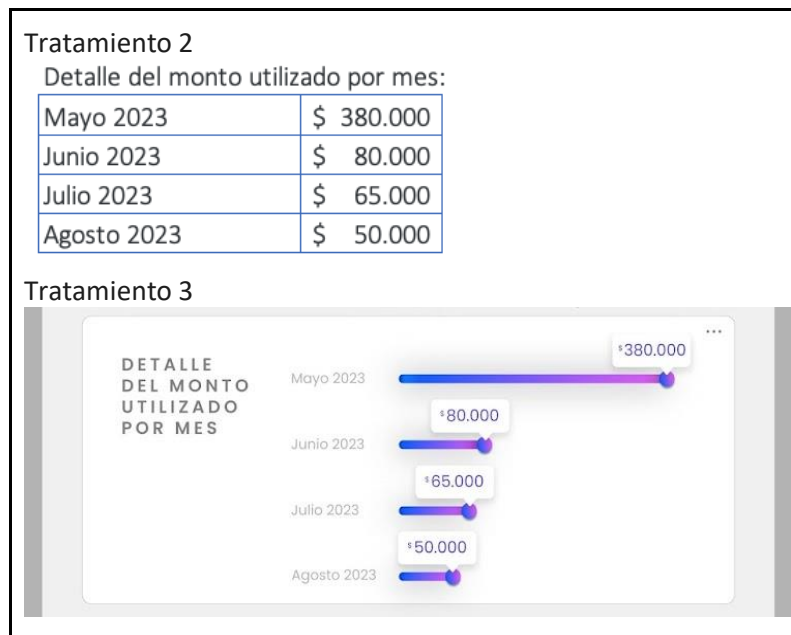 Tratamiento 2
Detalle del monto utilizado por mes:
Mayo 2023 $ 380.000
Junio 2023 $ 80.000
Julio 2023 $ 65.000
Agosto 2023 $ 50.000
Tratamiento 3
DETALLE
DEL MONTO
UTILIZADO
POR MES
Mayo 2023 $380.000
Junio 2023 $80.000
Julio 2023 $65.000
Agosto 2023 $50.000